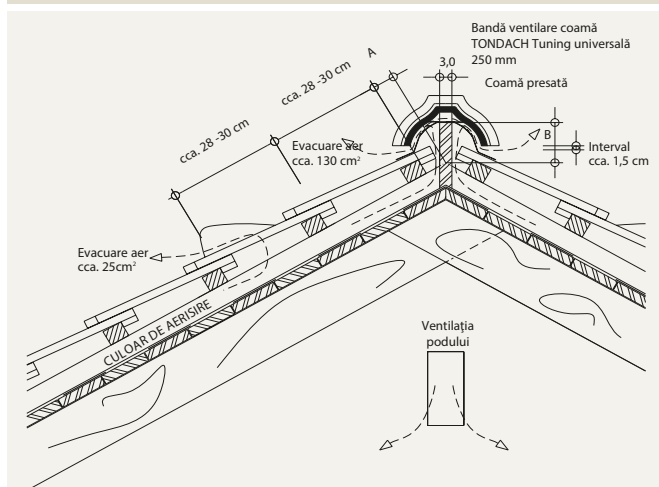 Bandă ventilare coamă
TONDACH Tuning universală
250 mm
3,0
Coamă presată
A
cca. 28 -30 cm
cca. 28 -30 cm
Evacuare aer
cca. 130 cm²
B
Interval
cca. 1,5 cm
Evacuare aer
cca. 25cm²
CULOAR DE AERISIRE
Ventilaţia
podului